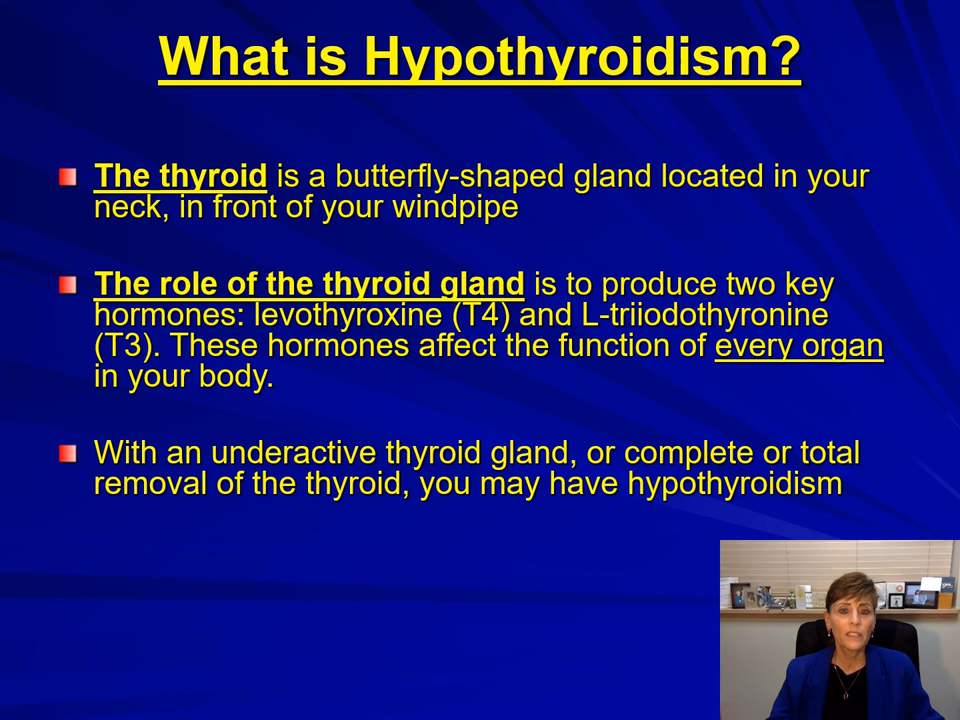 What is Hypothyroidism?
The thyroid is a butterfly-shaped gland located in your
neck, in front of your windpipe
The role of the thyroid gland is to produce two key
hormones: levothyroxine (T4) and L-triiodothyronine
(T3). These hormones affect the function of every organ
in your body.
With an underactive thyroid gland, or complete or total
removal of the thyroid, you may have hypothyroidism